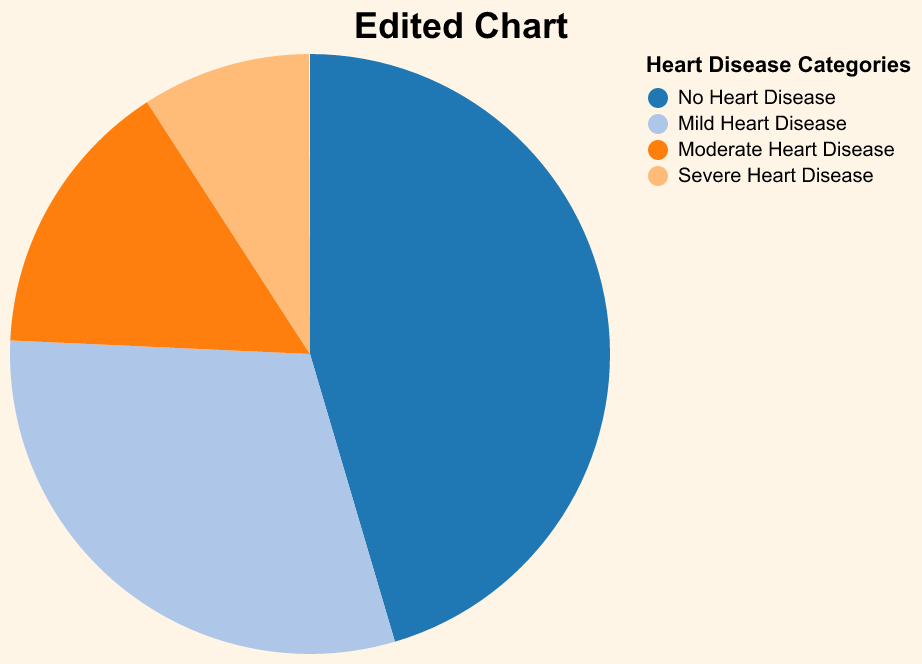 Edited Chart
Heart Disease Categories
No Heart Disease
Mild Heart Disease
Moderate Heart Disease
Severe Heart Disease